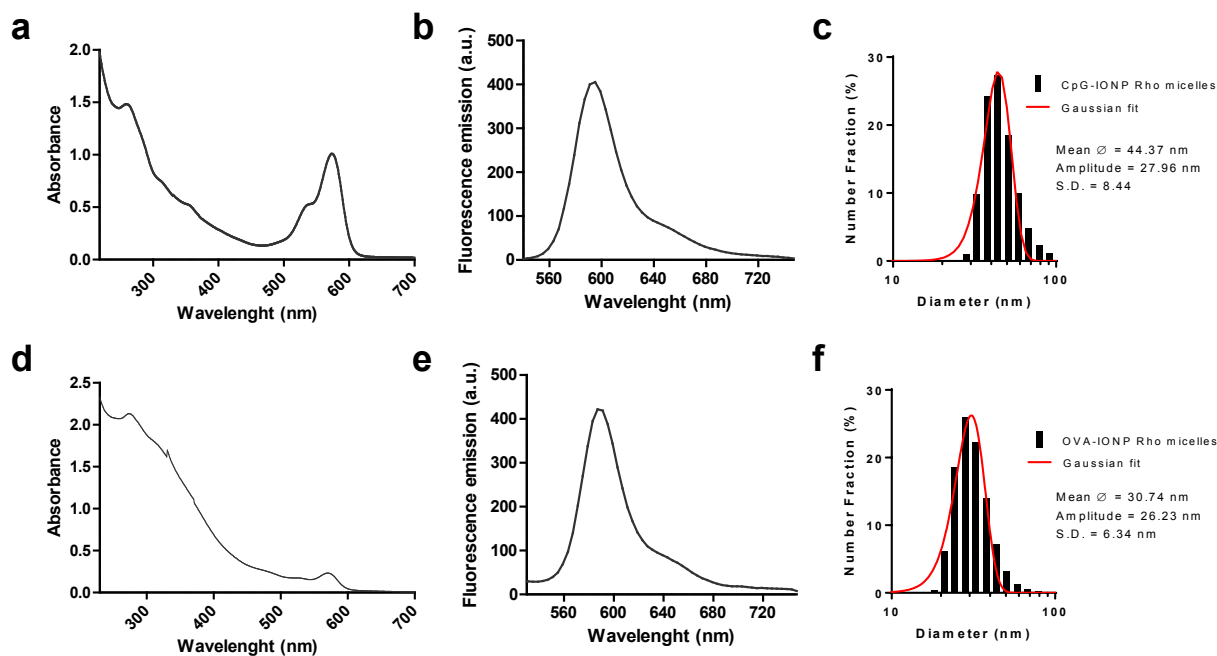 a
2.0
1.5
1.0
0.5
0.0
Absorbance
300
400
500
600
700
Wavelenght (nm)
b
500
400
300
200
100
0
Fluorescence emission (a.u.)
560
600
640
680
720
Wavelenght (nm)
c
30
20
10
0
Number Fraction (%)
10
100
Diameter (nm)
CpG-IONP Rho micelles
Gaussian fit
Mean ∅ = 44.37 nm
Amplitude = 27.96 nm
S.D. = 8.44
d
2.5
2.0
1.5
1.0
0.5
0.0
Absorbance
300
400
500
600
700
Wavelenght (nm)
e
500
400
300
200
100
0
Fluorescence emission (a.u.)
560
600
640
680
720
Wavelenght (nm)
f
30
20
10
0
Number Fraction (%)
10
100
Diameter (nm)
OVA-IONP Rho micelles
Gaussian fit
Mean ∅ = 30.74 nm
Amplitude = 26.23 nm
S.D. = 6.34 nm